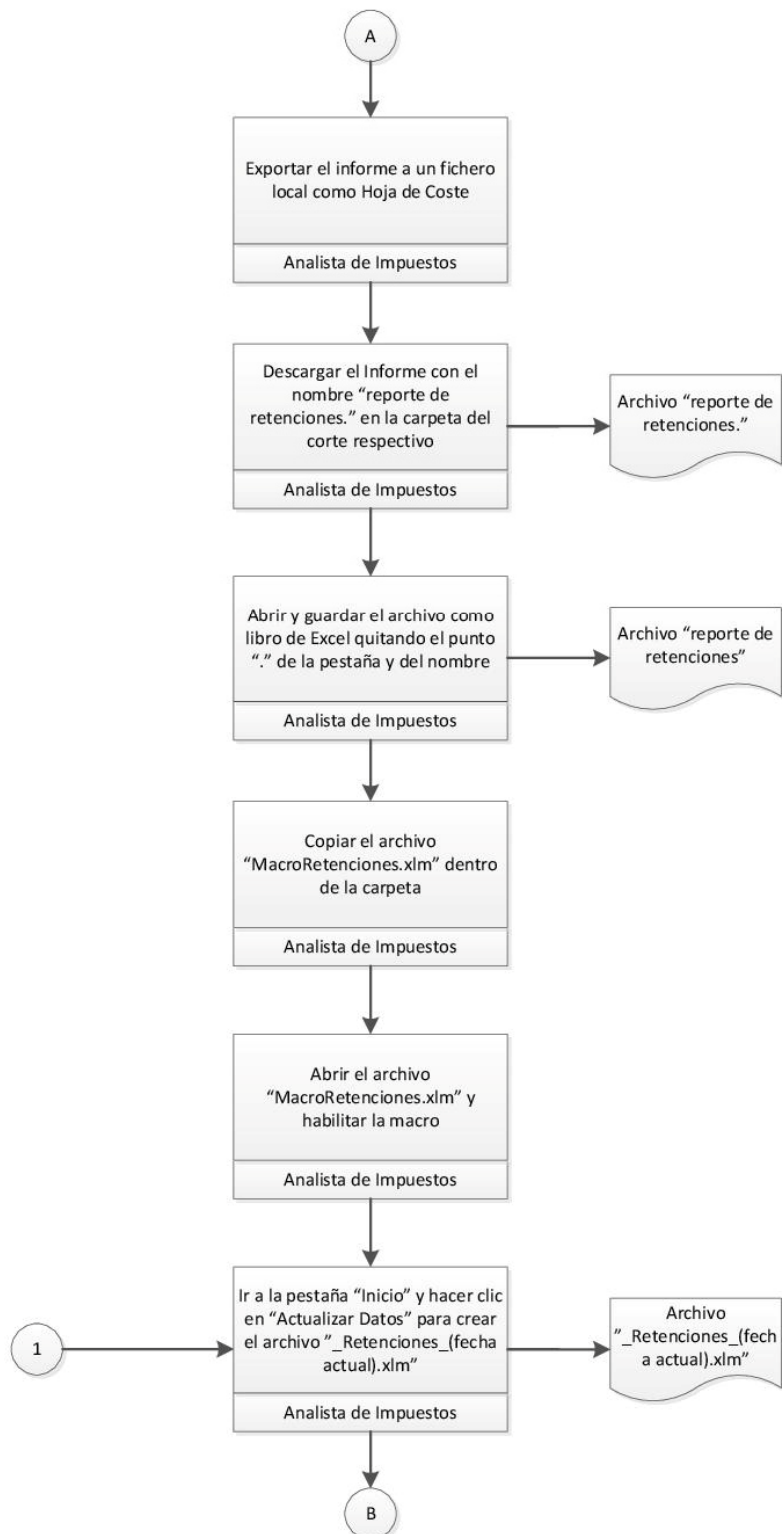 A
Exportar el informe a un fichero
local como Hoja de Coste
Analista de Impuestos
Descargar el Informe con el
nombre “reporte de
retenciones.” en la carpeta del
corte respectivo
Analista de Impuestos
Archivo “reporte de
retenciones.”
Abrir y guardar el archivo como
libro de Excel quitando el punto
“.” de la pestaña y del nombre
Analista de Impuestos
Archivo “reporte de
retenciones”
Copiar el archivo
“MacroRetenciones.xlm” dentro
de la carpeta
Analista de Impuestos
Abrir el archivo
“MacroRetenciones.xlm” y
habilitar la macro
Analista de Impuestos
1
Ir a la pestaña “Inicio” y hacer clic
en “Actualizar Datos” para crear
el archivo ”_Retenciones_(fecha
actual).xlm”
Analista de Impuestos
Archivo
”_Retenciones_(fech
a actual).xlm”
B